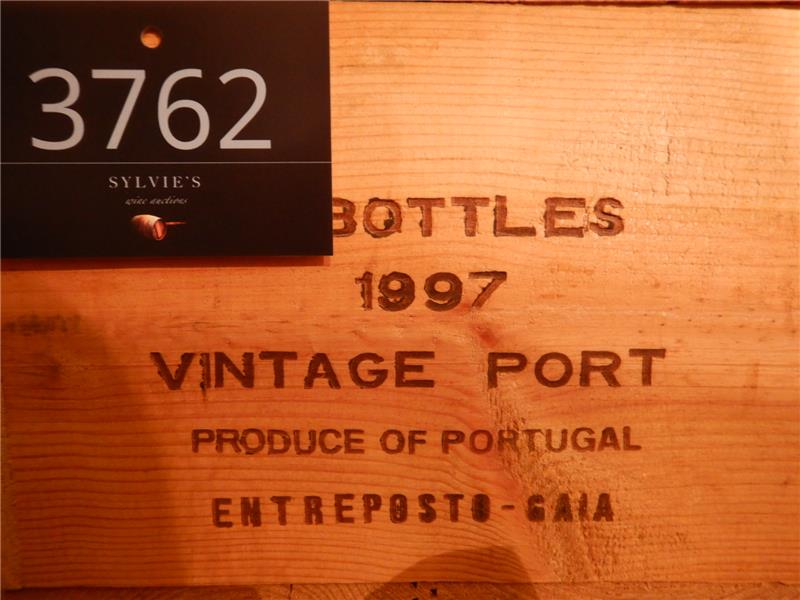 3762
SYLVIE'S
wine auctions
BOTTLES
1997
VINTAGE PORT
PRODUCE OF PORTUGAL
ENTREPOSTO-GAIA